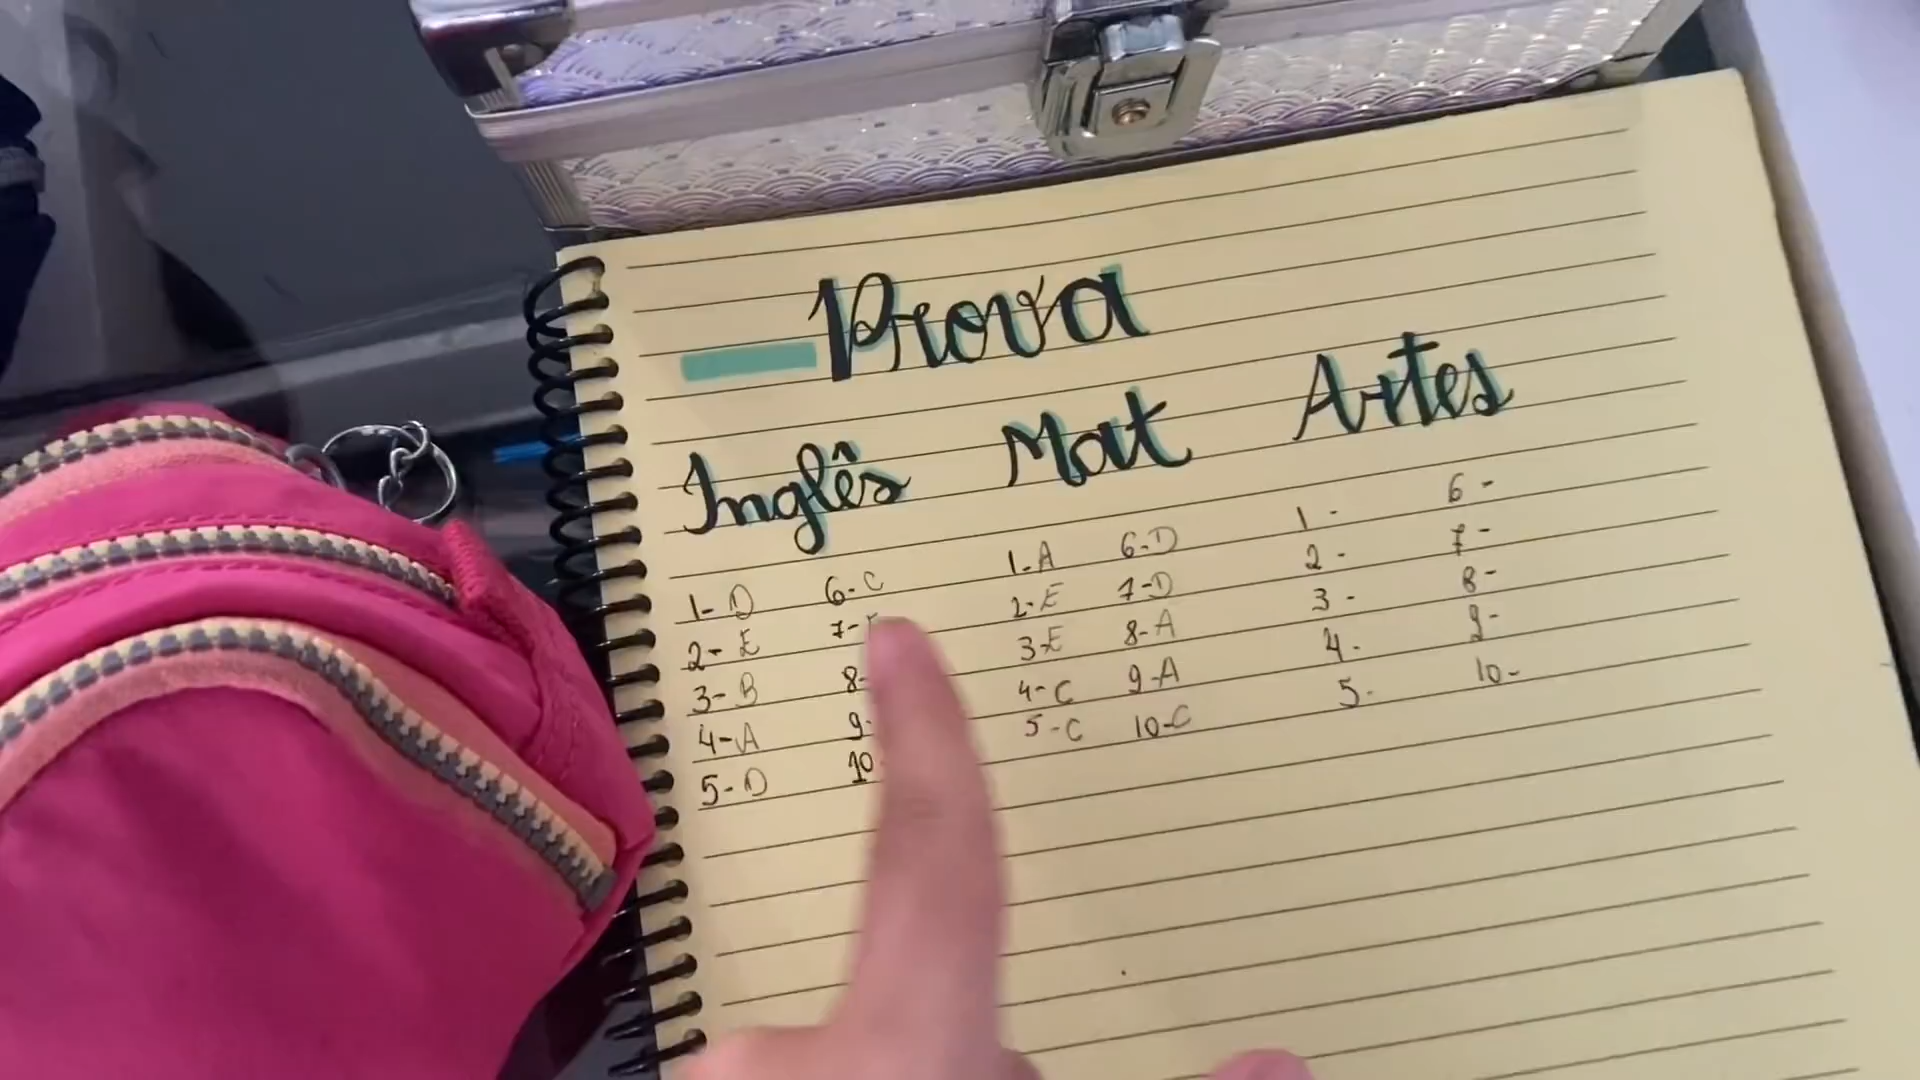 Prova
Inglês Mat Artes
1- D 6- C
2- E 7-
3- B 8-
4- A 9-
5- D 10
1- A 6- D
2- E 7- D
3- E 8- A
4- C 9- A
5- C 10- C
1- 6-
2- 7-
3- 8-
4- 9-
5- 10-